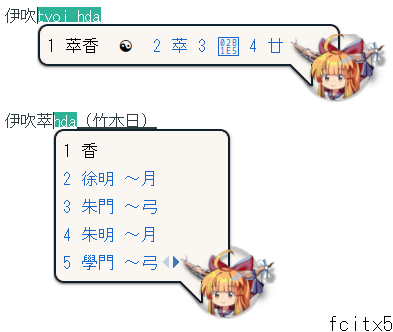 伊吹tyoj hda
1 萃香 ☯ 2 萃 3 4 廿
伊吹萃hda（竹木日）
1 香
2 徐明 ～月
3 朱門 ～弓
4 朱明 ～月
5 學門 ～弓
fcitx5